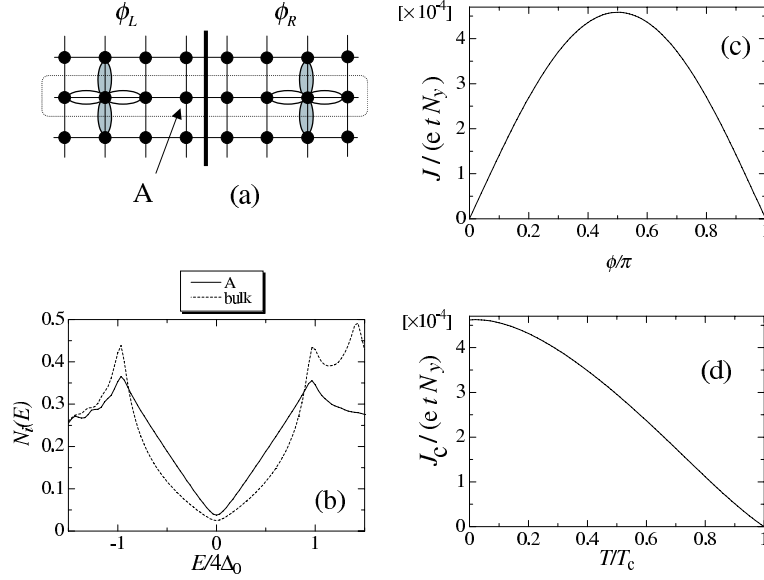 ϕL ϕR
A
(a)
A
bulk
0.5
0.4
0.3
0.2
0.1
0
Ni(E)
-1 0 1
E/4Δ0
(b)
[×10-4]
4
3
2
1
0
J / (e t Ny)
0 0.2 0.4 0.6 0.8 1
ϕ/π
(c)
[×10-4]
4
3
2
1
0
Jc / (e t Ny)
0 0.2 0.4 0.6 0.8 1
T/Tc
(d)